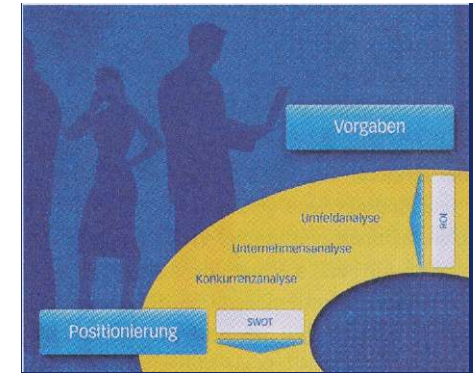 Vorgaben
Umfeldanalyse
Unternehmensanalyse
Konkurrenzanalyse
Positionierung
SWOT